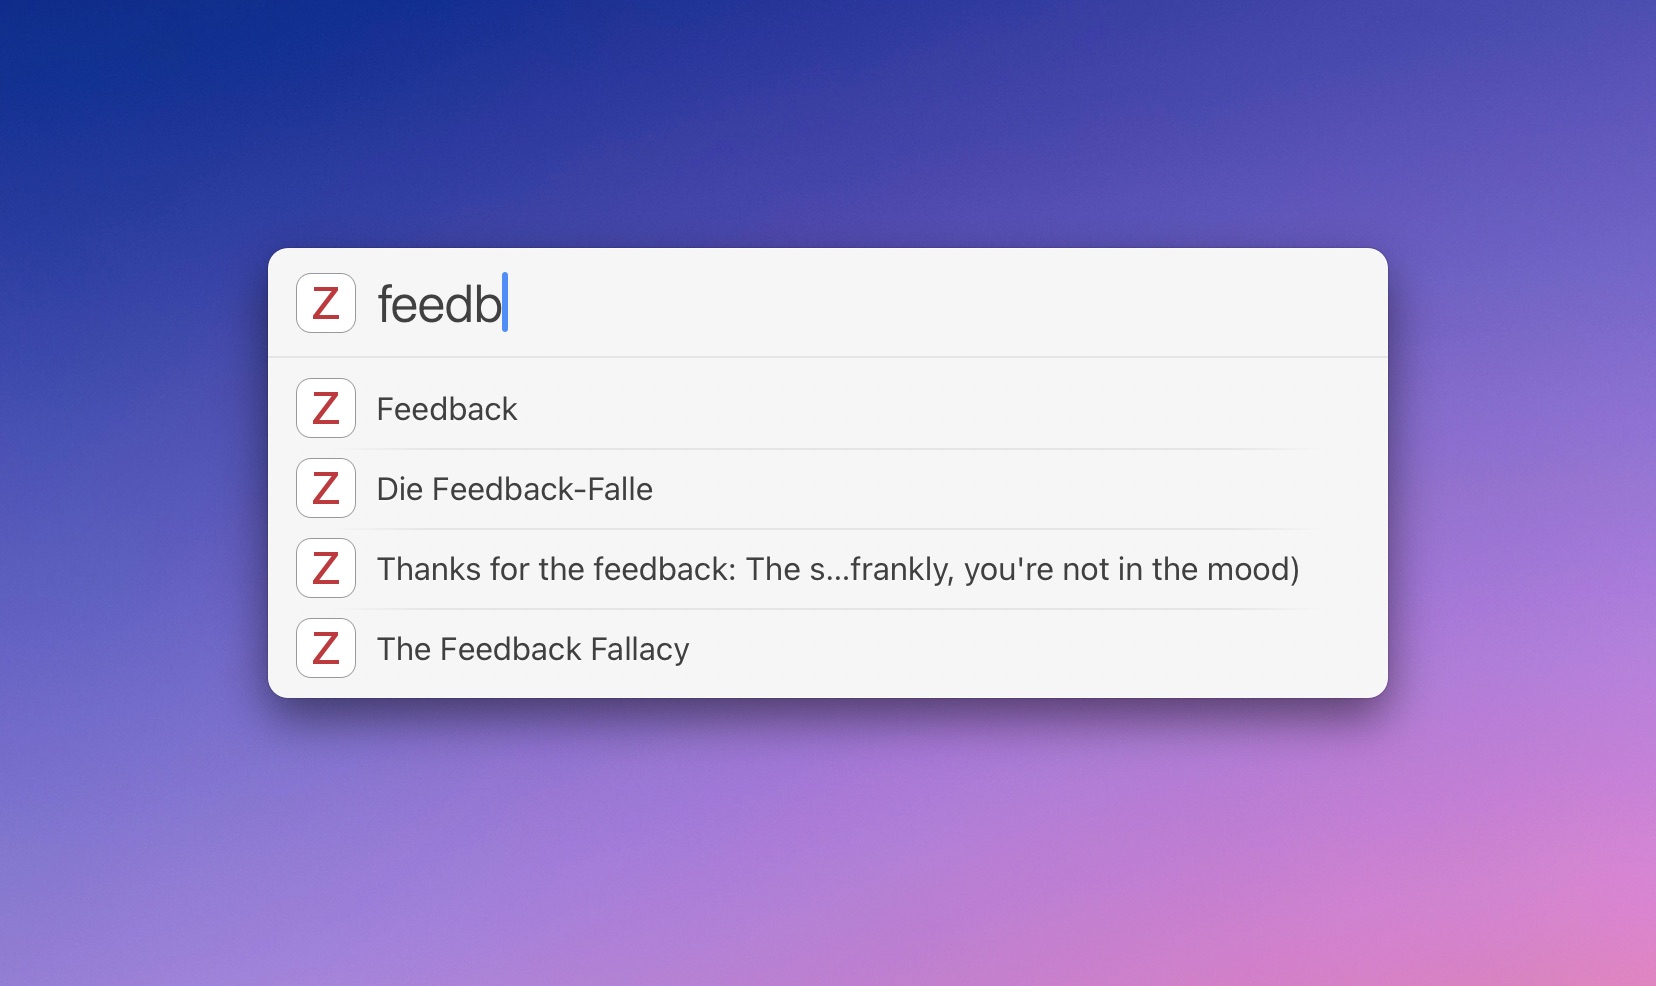 Z feedb
Z Feedback
Z Die Feedback-Falle
Z Thanks for the feedback: The s...frankly, you're not in the mood)
Z The Feedback Fallacy